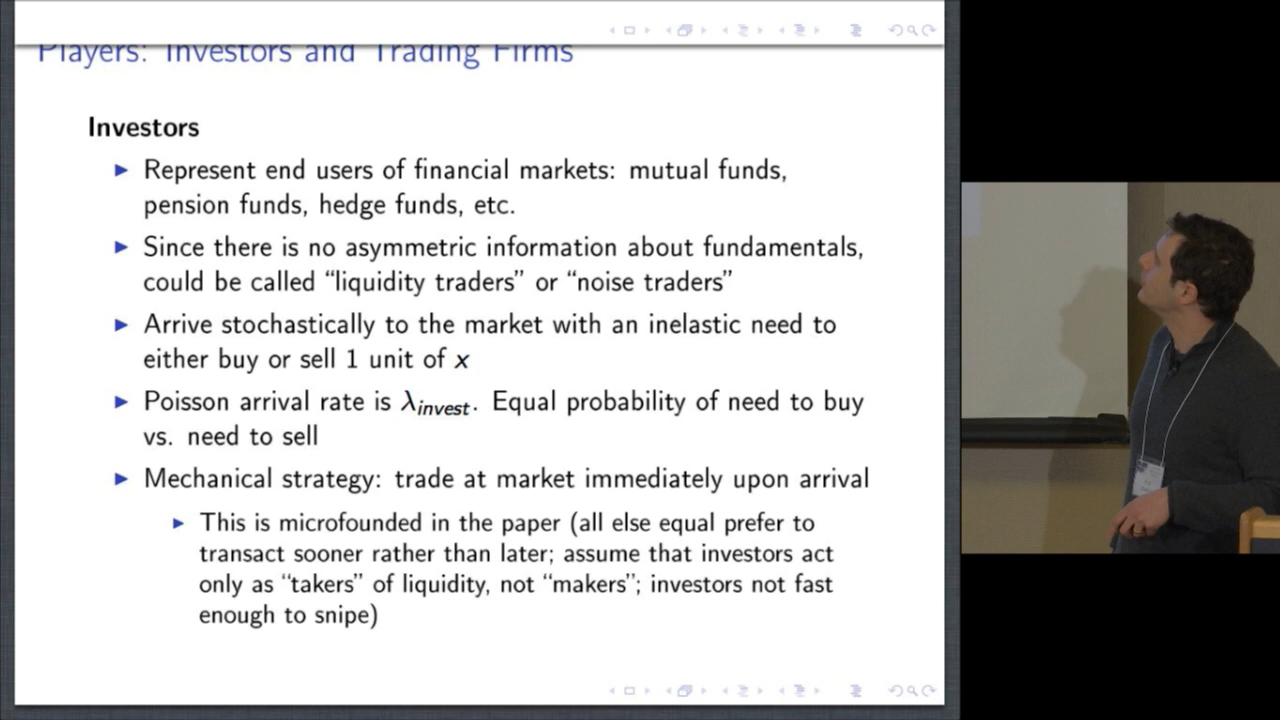 Players: Investors and Trading Firms
Investors
▶ Represent end users of financial markets: mutual funds,
pension funds, hedge funds, etc.
▶ Since there is no asymmetric information about fundamentals,
could be called “liquidity traders” or “noise traders”
▶ Arrive stochastically to the market with an inelastic need to
either buy or sell 1 unit of x
▶ Poisson arrival rate is λinvest. Equal probability of need to buy
vs. need to sell
▶ Mechanical strategy: trade at market immediately upon arrival
▶ This is microfounded in the paper (all else equal prefer to
transact sooner rather than later; assume that investors act
only as “takers” of liquidity, not “makers”; investors not fast
enough to snipe)